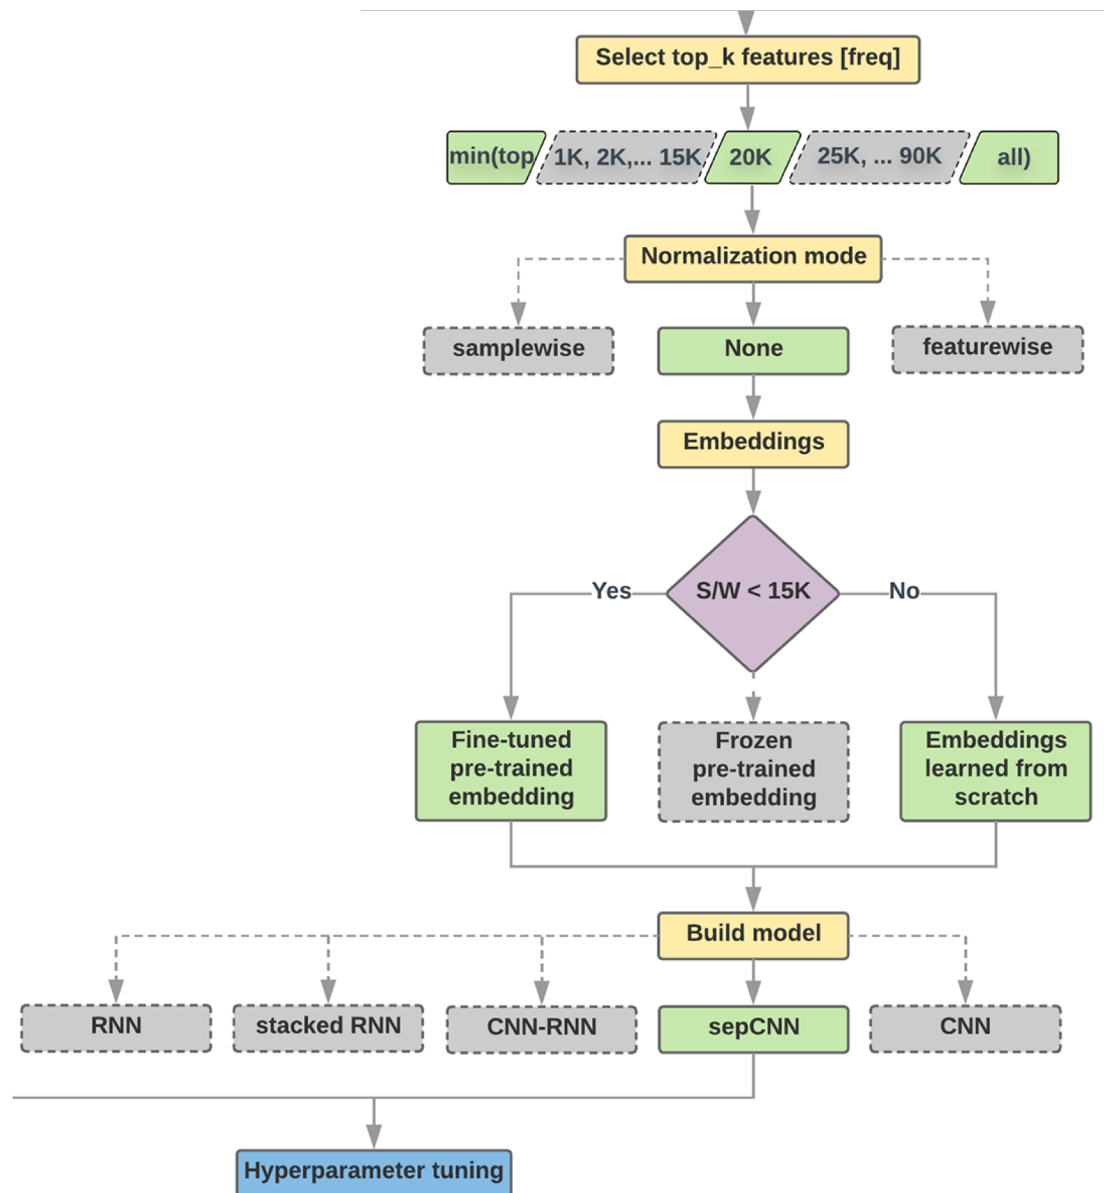 Select top_k features [freq]
min(top 1K, 2K,... 15K 20K 25K, ... 90K all)
Normalization mode
samplewise None featurewise
Embeddings
Yes S/W < 15K No
Fine-tuned
pre-trained
embedding
Frozen
pre-trained
embedding
Embeddings
learned from
scratch
Build model
RNN stacked RNN CNN-RNN sepCNN CNN
Hyperparameter tuning